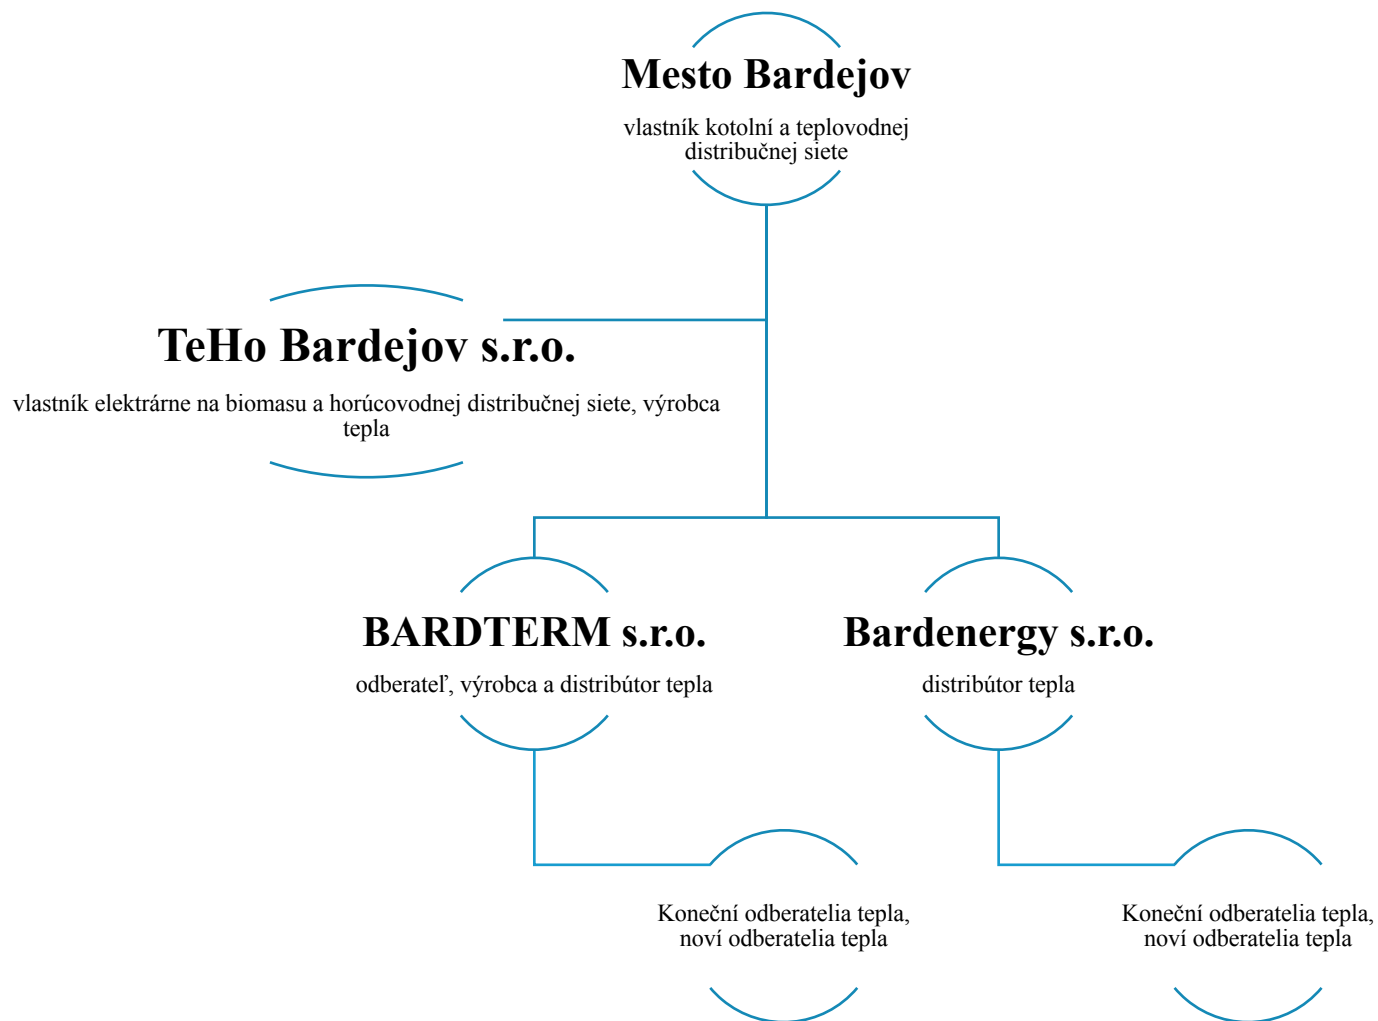 Mesto Bardejov
vlastník kotolní a teplovodnej
distribučnej siete
TeHo Bardejov s.r.o.
vlastník elektrárne na biomasu a horúcovodnej distribučnej siete, výrobca
tepla
BARDTERM s.r.o.
odberateľ, výrobca a distribútor tepla
Bardenergy s.r.o.
distribútor tepla
Koneční odberatelia tepla,
noví odberatelia tepla
Koneční odberatelia tepla,
noví odberatelia tepla